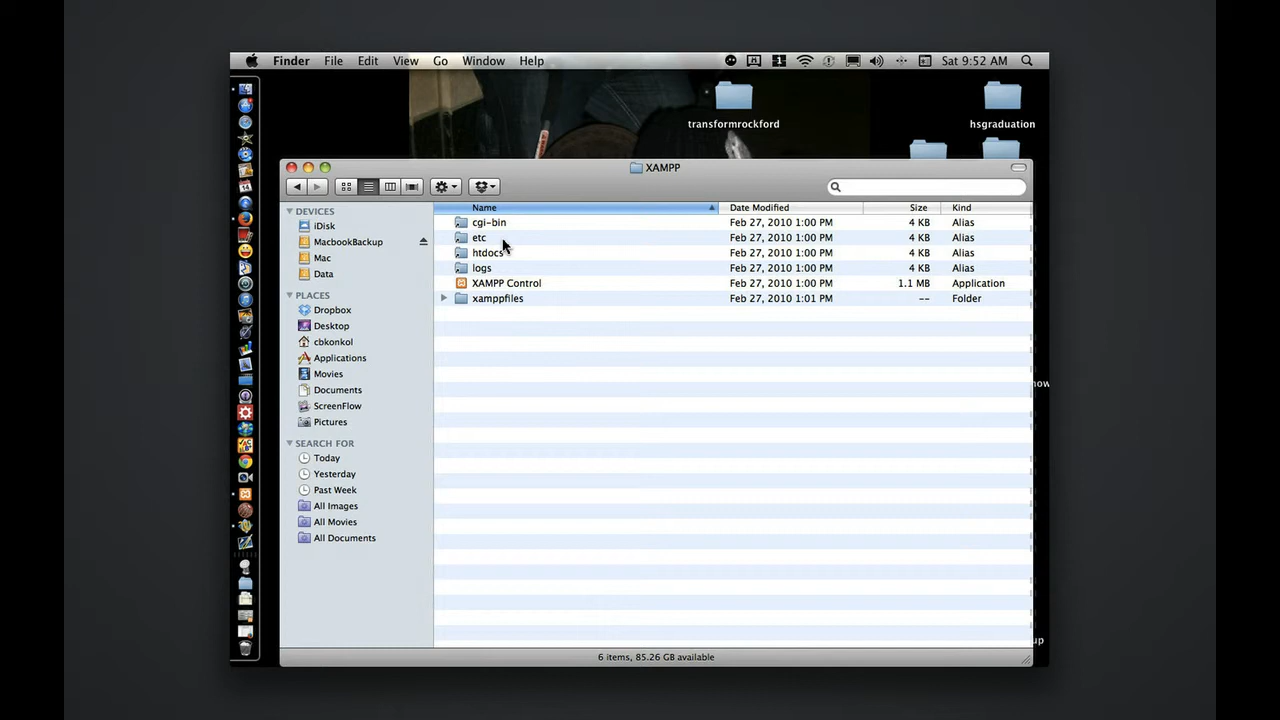 Finder File Edit View Go Window Help Sat 9:52 AM
transformrockford
hsgraduation
XAMPP
Name Date Modified Size Kind
DEVICES
iDisk
MacbookBackup
Mac
Data
PLACES
Dropbox
Desktop
cbkonkol
Applications
Movies
Documents
ScreenFlow
Pictures
SEARCH FOR
Today
Yesterday
Past Week
All Images
All Movies
All Documents
cgi-bin Feb 27, 2010 1:00 PM 4 KB Alias
etc Feb 27, 2010 1:00 PM 4 KB Alias
htdocs Feb 27, 2010 1:00 PM 4 KB Alias
logs Feb 27, 2010 1:00 PM 4 KB Alias
XAMPP Control Feb 27, 2010 1:00 PM 1.1 MB Application
xamppfiles Feb 27, 2010 1:01 PM -- Folder
6 items, 85.26 GB available